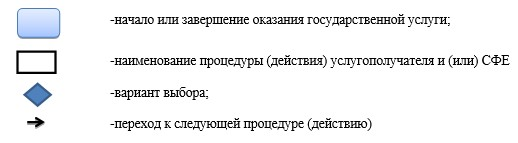 -начало или завершение оказания государственной услуги;
-наименование процедуры (действия) услугополучателя и (или) СФЕ
-вариант выбора;
-переход к следующей процедуре (действию)